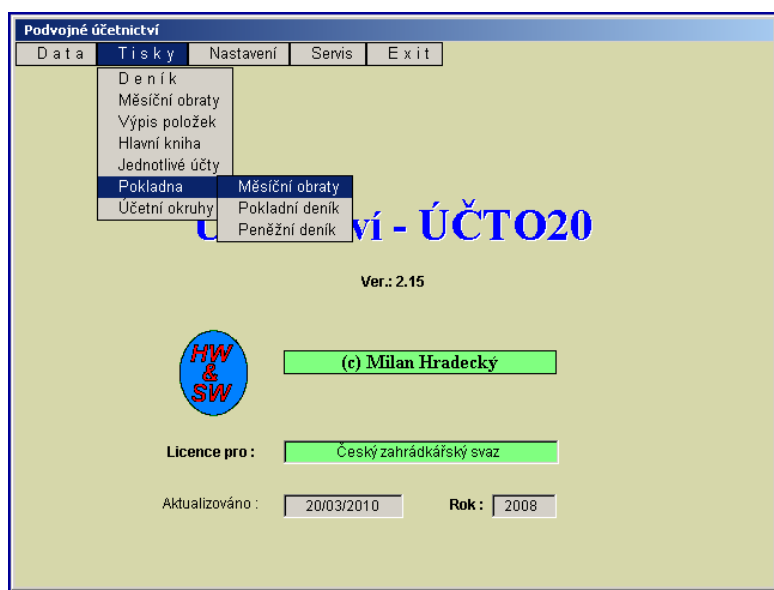 Podvojné účetnictví
D a t a T i s k y Nastavení Servis E x i t
D e n í k
Měsíční obraty
Výpis položek
Hlavní kniha
Jednotlivé účty
Pokladna Měsíční obraty
Účetní okruhy Pokladní deník
Peněžní deník
ví - ÚČTO20
Ver.: 2.15
HW
&
SW
(c) Milan Hradecký
Licence pro : Český zahrádkářský svaz
Aktualizováno : 20/03/2010 Rok : 2008